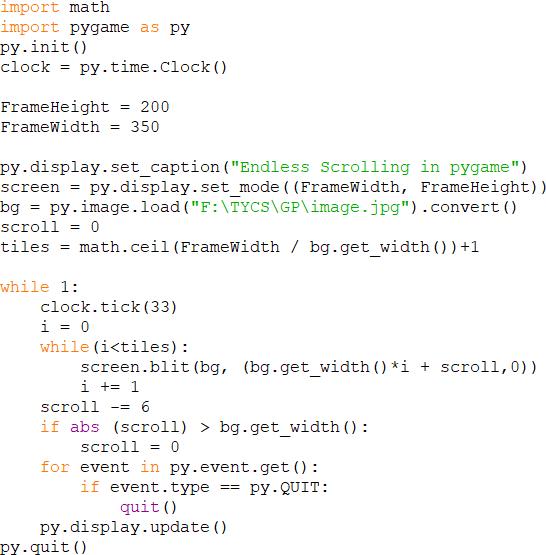 import math
import pygame as py
py.init()
clock = py.time.Clock()

FrameHeight = 200
FrameWidth = 350

py.display.set_caption("Endless Scrolling in pygame")
screen = py.display.set_mode((FrameWidth, FrameHeight))
bg = py.image.load("F:\TYCS\GP\image.jpg").convert()
scroll = 0
tiles = math.ceil(FrameWidth / bg.get_width())+1

while 1:
    clock.tick(33)
    i = 0
    while(i<tiles):
        screen.blit(bg, (bg.get_width()*i + scroll,0))
        i += 1
    scroll -= 6
    if abs (scroll) > bg.get_width():
        scroll = 0
    for event in py.event.get():
        if event.type == py.QUIT:
            quit()
    py.display.update()
py.quit()